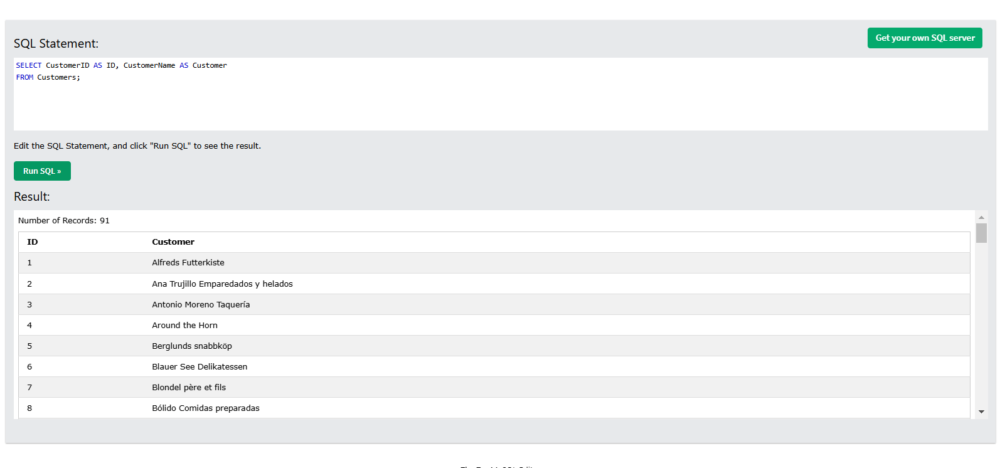 SQL Statement:
Get your own SQL server
SELECT CustomerID AS ID, CustomerName AS Customer
FROM Customers;
Edit the SQL Statement, and click "Run SQL" to see the result.
Run SQL »
Result:
Number of Records: 91
ID Customer
1 Alfreds Futterkiste
2 Ana Trujillo Emparedados y helados
3 Antonio Moreno Taquería
4 Around the Horn
5 Berglunds snabbköp
6 Blauer See Delikatessen
7 Blondel père et fils
8 Bólido Comidas preparadas